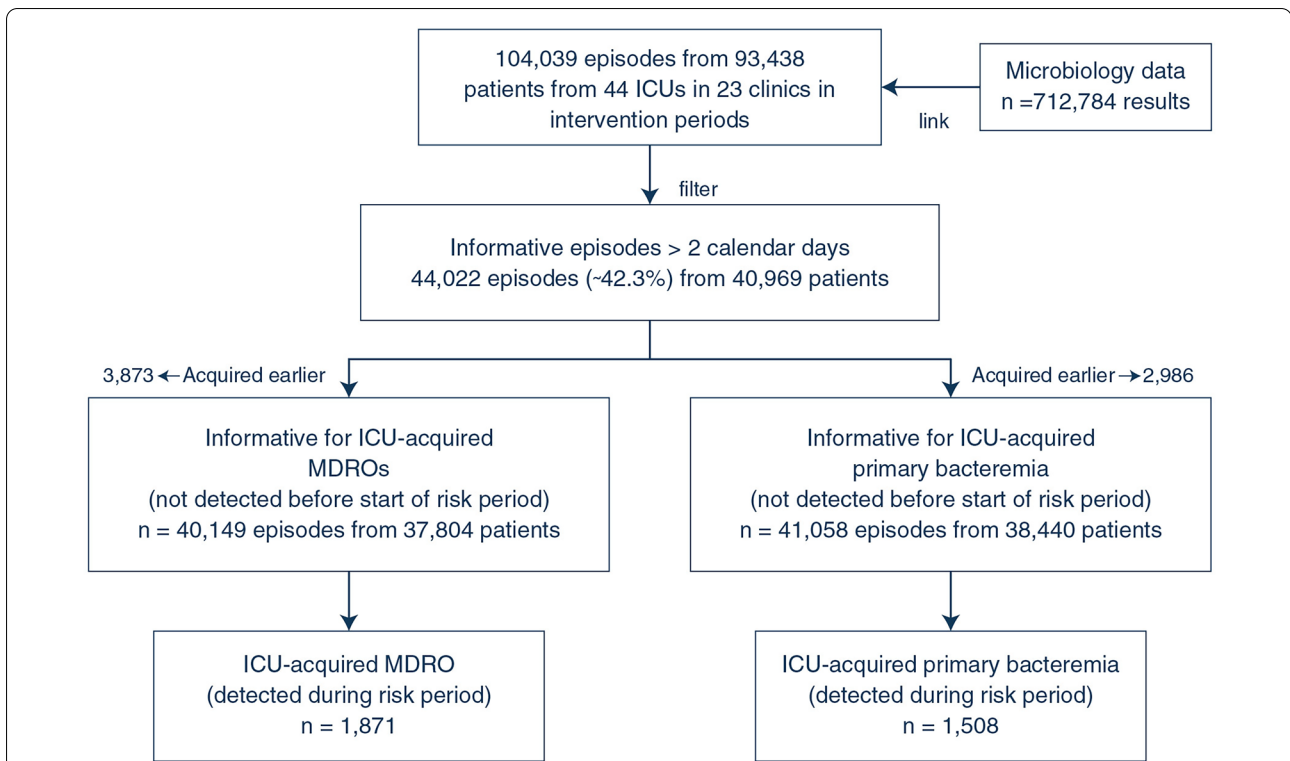 104,039 episodes from 93,438
patients from 44 ICUs in 23 clinics in
intervention periods
Microbiology data
n =712,784 results
link
filter
Informative episodes > 2 calendar days
44,022 episodes (~42.3%) from 40,969 patients
3,873 ← Acquired earlier
Acquired earlier → 2,986
Informative for ICU-acquired
MDROs
(not detected before start of risk period)
n = 40,149 episodes from 37,804 patients
Informative for ICU-acquired
primary bacteremia
(not detected before start of risk period)
n = 41,058 episodes from 38,440 patients
ICU-acquired MDRO
(detected during risk period)
n = 1,871
ICU-acquired primary bacteremia
(detected during risk period)
n = 1,508